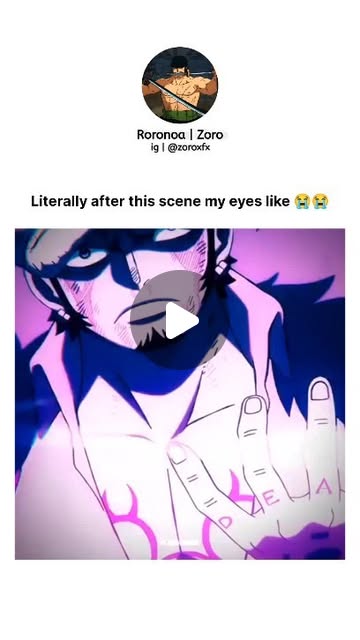 Roronoa | Zoro
ig | @zoroxfx
Literally after this scene my eyes like 😭😭
D E A